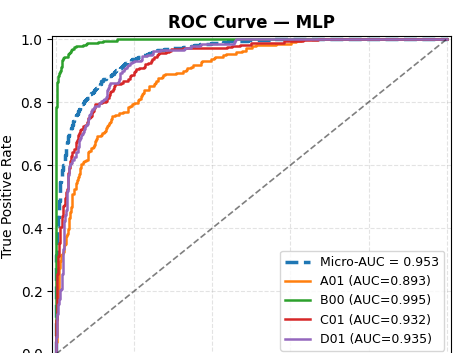 ROC Curve — MLP
True Positive Rate
1.0
0.8
0.6
0.4
0.2
0.0
Micro-AUC = 0.953
A01 (AUC=0.893)
B00 (AUC=0.995)
C01 (AUC=0.932)
D01 (AUC=0.935)